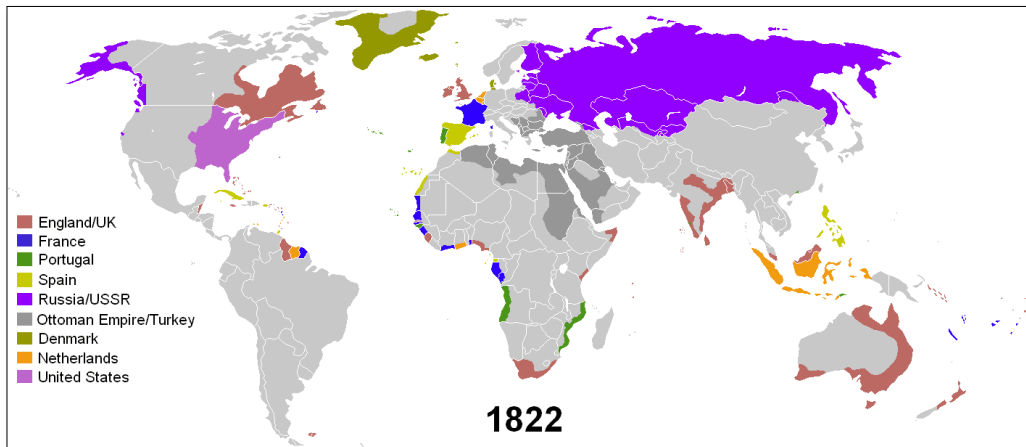 England/UK
France
Portugal
Spain
Russia/USSR
Ottoman Empire/Turkey
Denmark
Netherlands
United States
1822